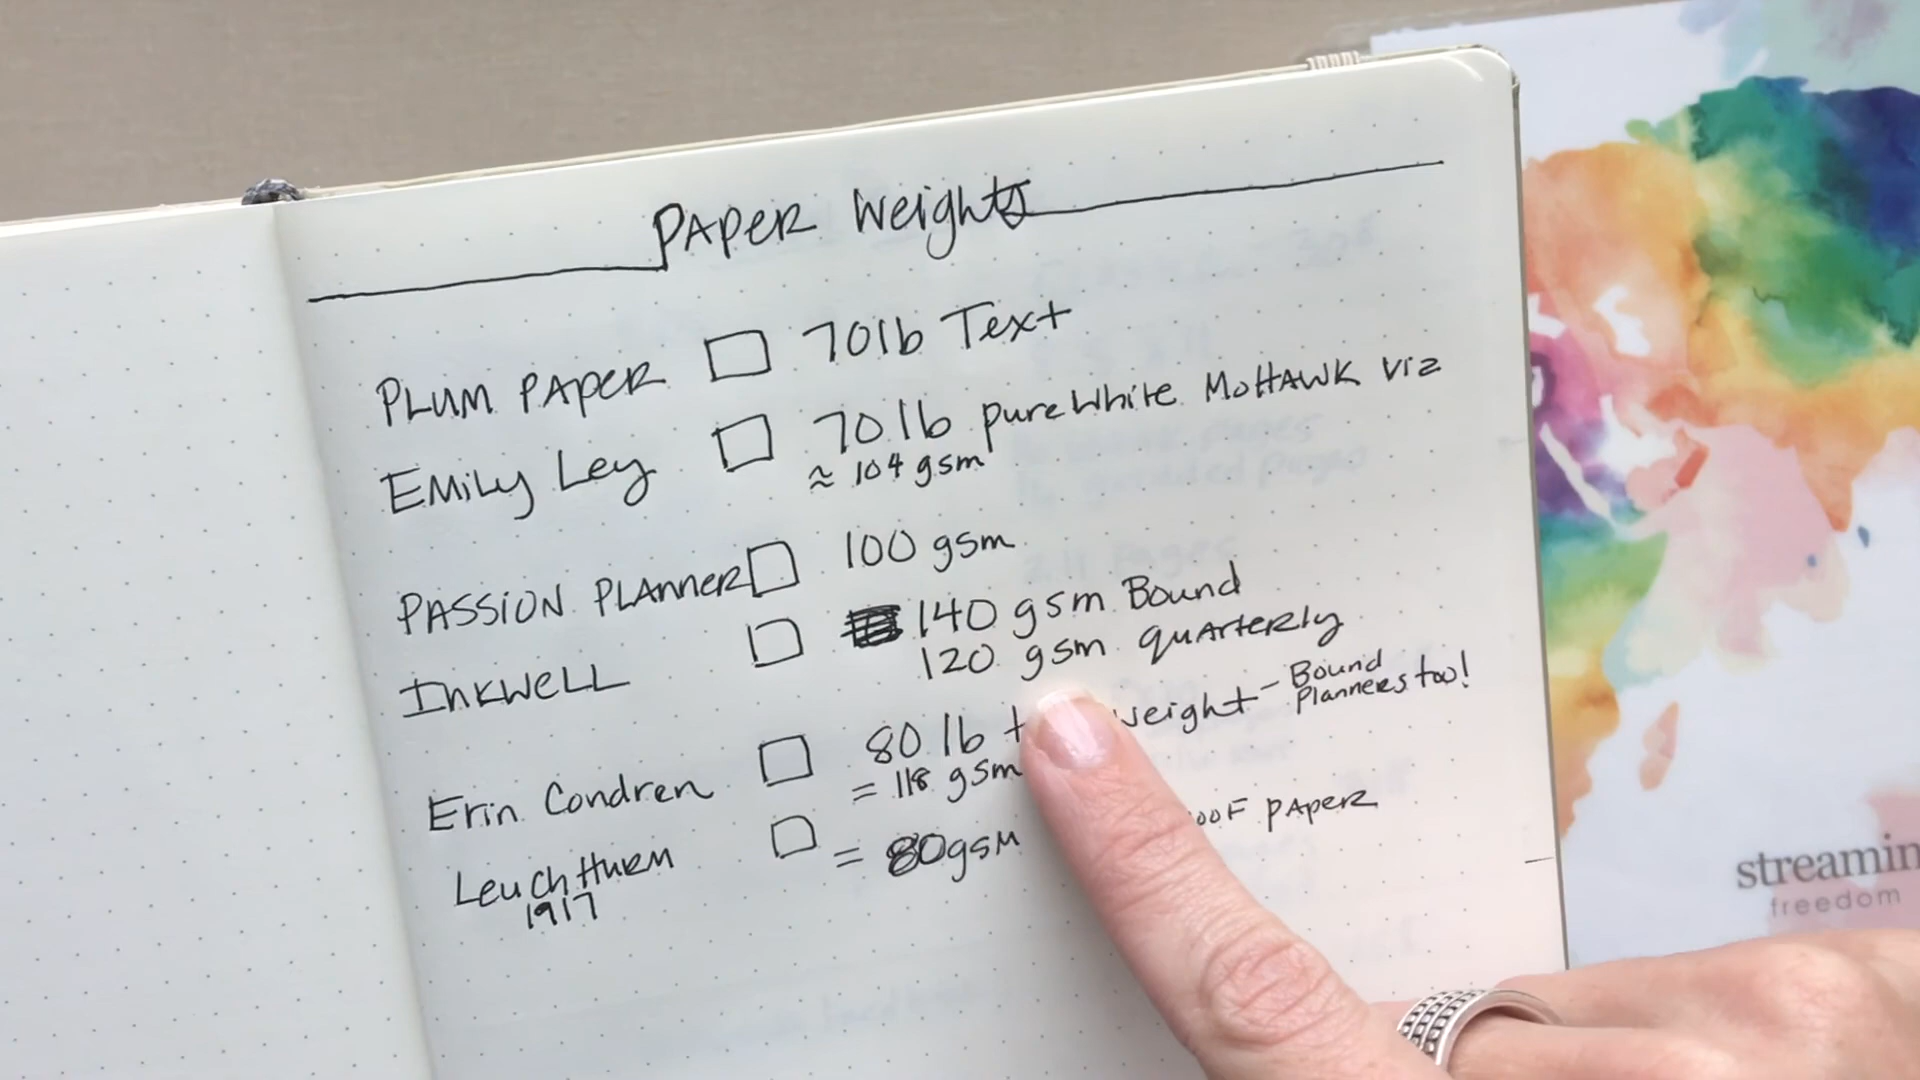 Paper Weights
Plum Paper 70lb Text
Emily Ley 70lb pure White Mohawk Viz
≈ 104 gsm
Passion Planner 100 gsm
Inkwell 140 gsm Bound
120 gsm quarterly
Erin Condren 80 lb weight - Bound Planners too!
= 118 gsm
Leuchtturm = 80gsm paper
1917
streamin
freedom